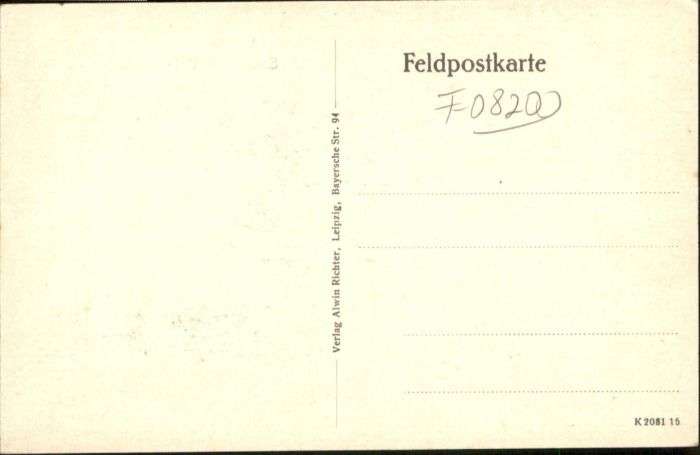 Verlag Alwin Richter, Leipzig, Bayersche Str. 94
Feldpostkarte
F0820
K 2081 15